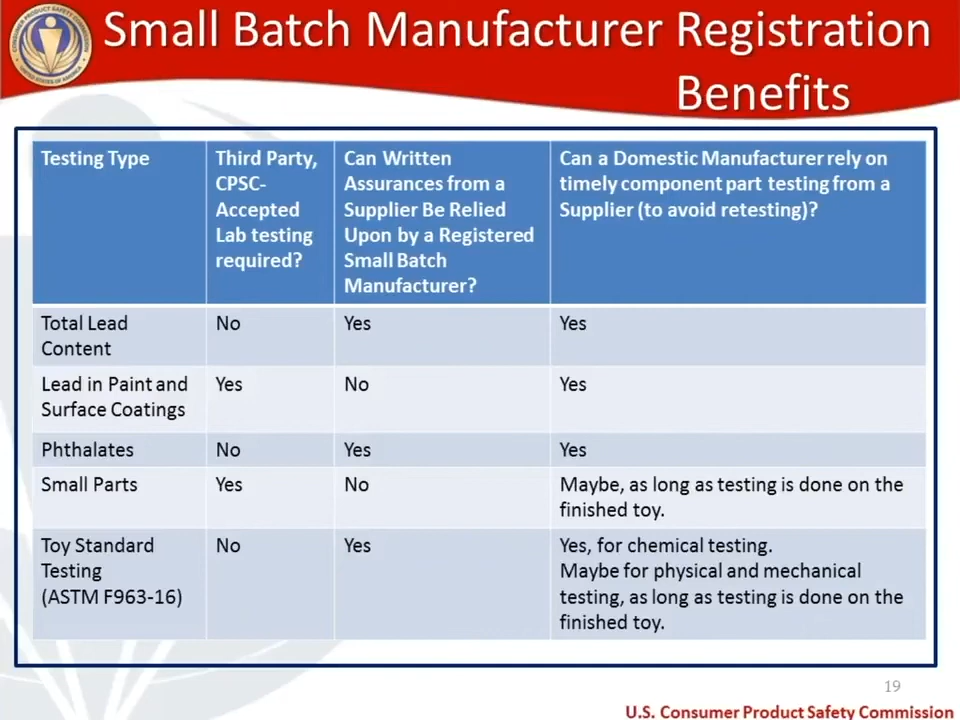 Small Batch Manufacturer Registration
Benefits
Testing Type
Third Party,
CPSC-
Accepted
Lab testing
required?
Can Written
Assurances from a
Supplier Be Relied
Upon by a Registered
Small Batch
Manufacturer?
Can a Domestic Manufacturer rely on
timely component part testing from a
Supplier (to avoid retesting)?
Total Lead
Content
No
Yes
Yes
Lead in Paint and
Surface Coatings
Yes
No
Yes
Phthalates
No
Yes
Yes
Small Parts
Yes
No
Maybe, as long as testing is done on the
finished toy.
Toy Standard
Testing
(ASTM F963-16)
No
Yes
Yes, for chemical testing.
Maybe for physical and mechanical
testing, as long as testing is done on the
finished toy.
19
U.S. Consumer Product Safety Commission